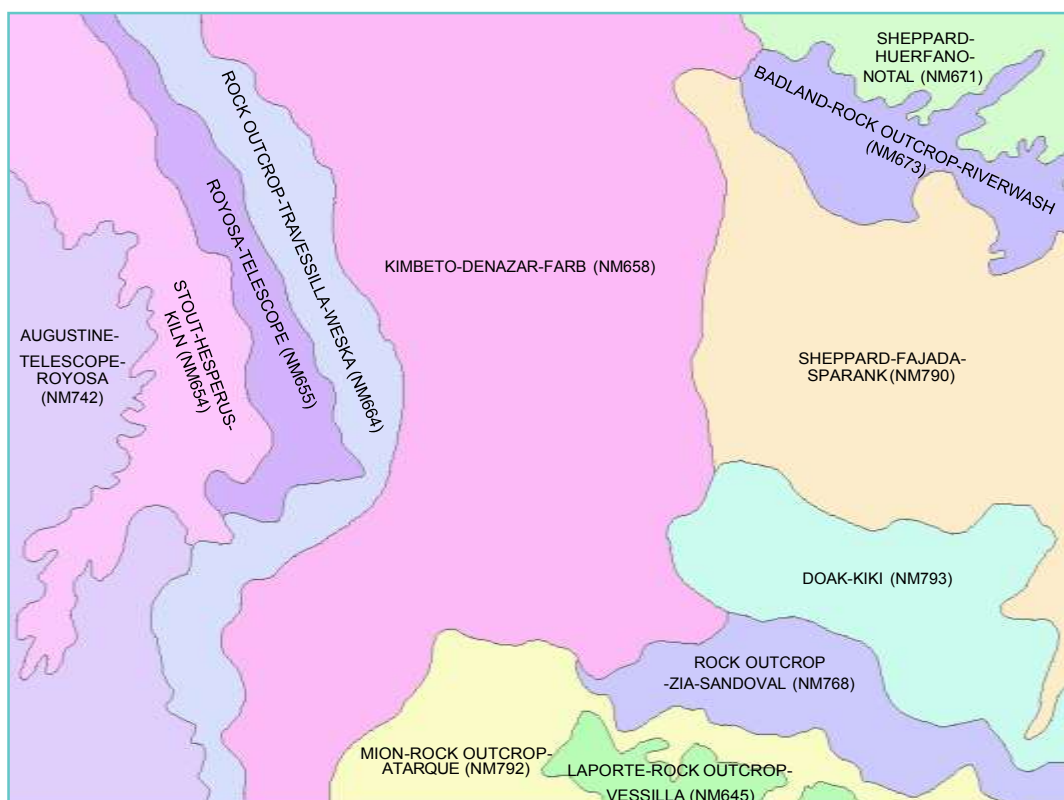 SHEPPARD-
HUERFANO-
NOTAL (NM671)
BADLAND-ROCK OUTCROP-RIVERWASH
(NM673)
ROCK OUTCROP-TRAVESSILLA-WESKA (NM664)
ROYOSA-TELESCOPE (NM655)
STOUT-HESPERUS-
KILN (NM654)
AUGUSTINE-
TELESCOPE-
ROYOSA
(NM742)
KIMBETO-DENAZAR-FARB (NM658)
SHEPPARD-FAJADA-
SPARANK(NM790)
DOAK-KIKI (NM793)
ROCK OUTCROP
-ZIA-SANDOVAL (NM768)
MION-ROCK OUTCROP-
ATARQUE (NM792)
LAPORTE-ROCK OUTCROP-
VESSILLA (NM645)